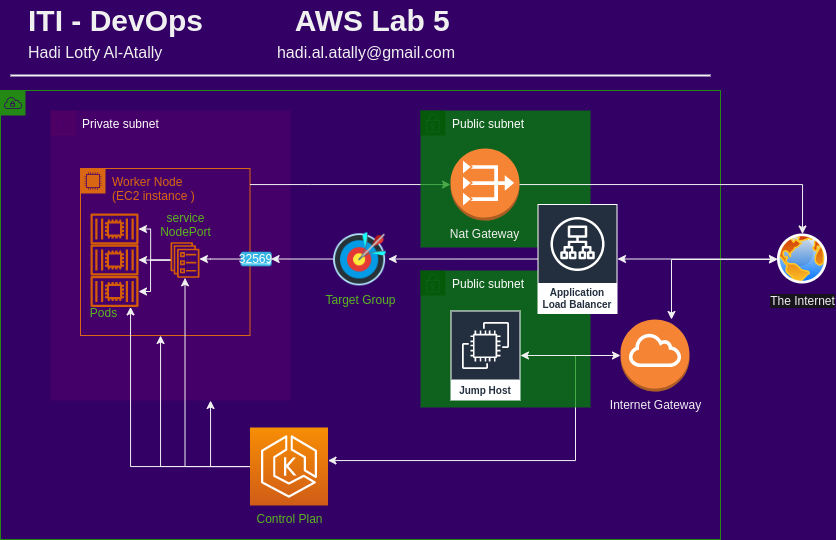 ITI - DevOps
AWS Lab 5
Hadi Lotfy Al-Atally
hadi.al.atally@gmail.com
Private subnet
Public subnet
Worker Node
(EC2 instance )
service
NodePort
Pods
32569
Target Group
Nat Gateway
Application
Load Balancer
The Internet
Public subnet
Jump Host
Internet Gateway
Control Plan